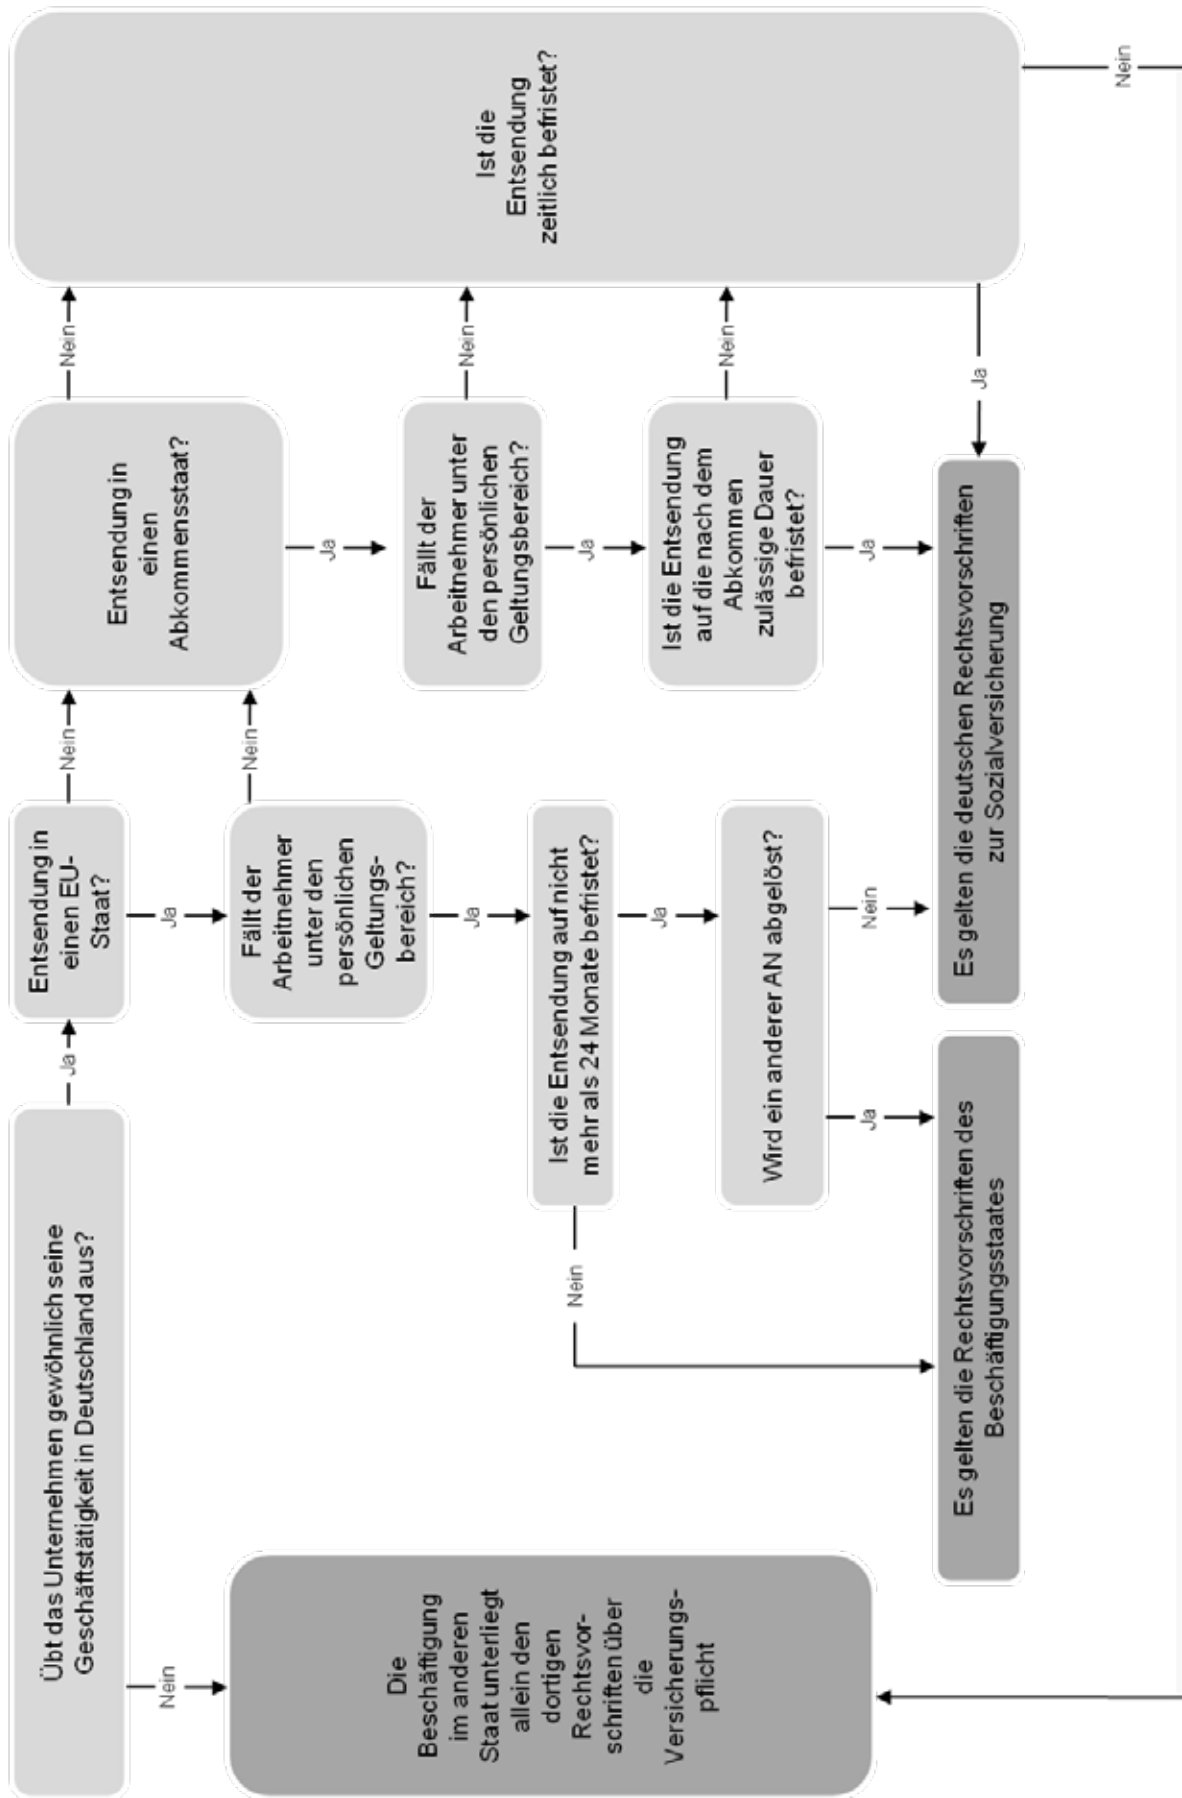 Übt das Unternehmen gewöhnlich seine
Geschäftstätigkeit in Deutschland aus?
Ja
Entsendung in
einen EU-
Staat?
Nein
Entsendung in
einen
Abkommensstaat?
Nein
Ist die
Entsendung
zeitlich befristet?
Nein
Ja
Nein
Ja
Fällt der
Arbeitnehmer
unter den
persönlichen
Geltungs-
bereich?
Nein
Ja
Fällt der
Arbeitnehmer unter
den persönlichen
Geltungsbereich?
Nein
Die
Beschäftigung
im anderen
Staat unterliegt
allein den
dortigen
Rechtsvor-
schriften über
die
Versicherungs-
pflicht
Ja
Ist die Entsendung auf nicht
mehr als 24 Monate befristet?
Nein
Ja
Ja
Ist die Entsendung
auf die nach dem
Abkommen
zulässige Dauer
befristet?
Nein
Wird ein anderer AN abgelöst?
Ja
Nein
Ja
Es gelten die Rechtsvorschriften des
Beschäftigungsstaates
Es gelten die deutschen Rechtsvorschriften
zur Sozialversicherung